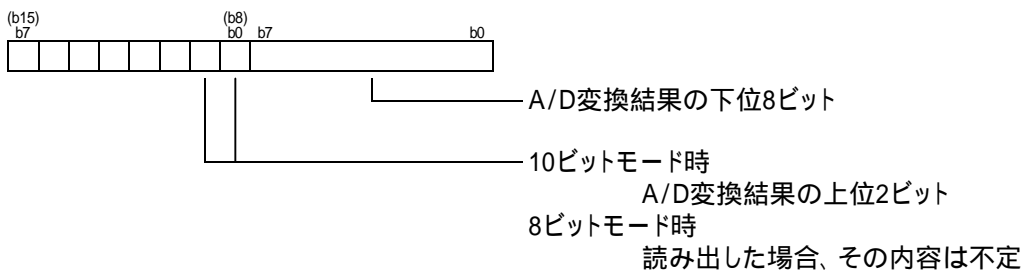 (b15) (b8)
b7 b0 b7 b0
A/D変換結果の下位8ビット
10ビットモード時
A/D変換結果の上位2ビット
8ビットモード時
読み出した場合、その内容は不定